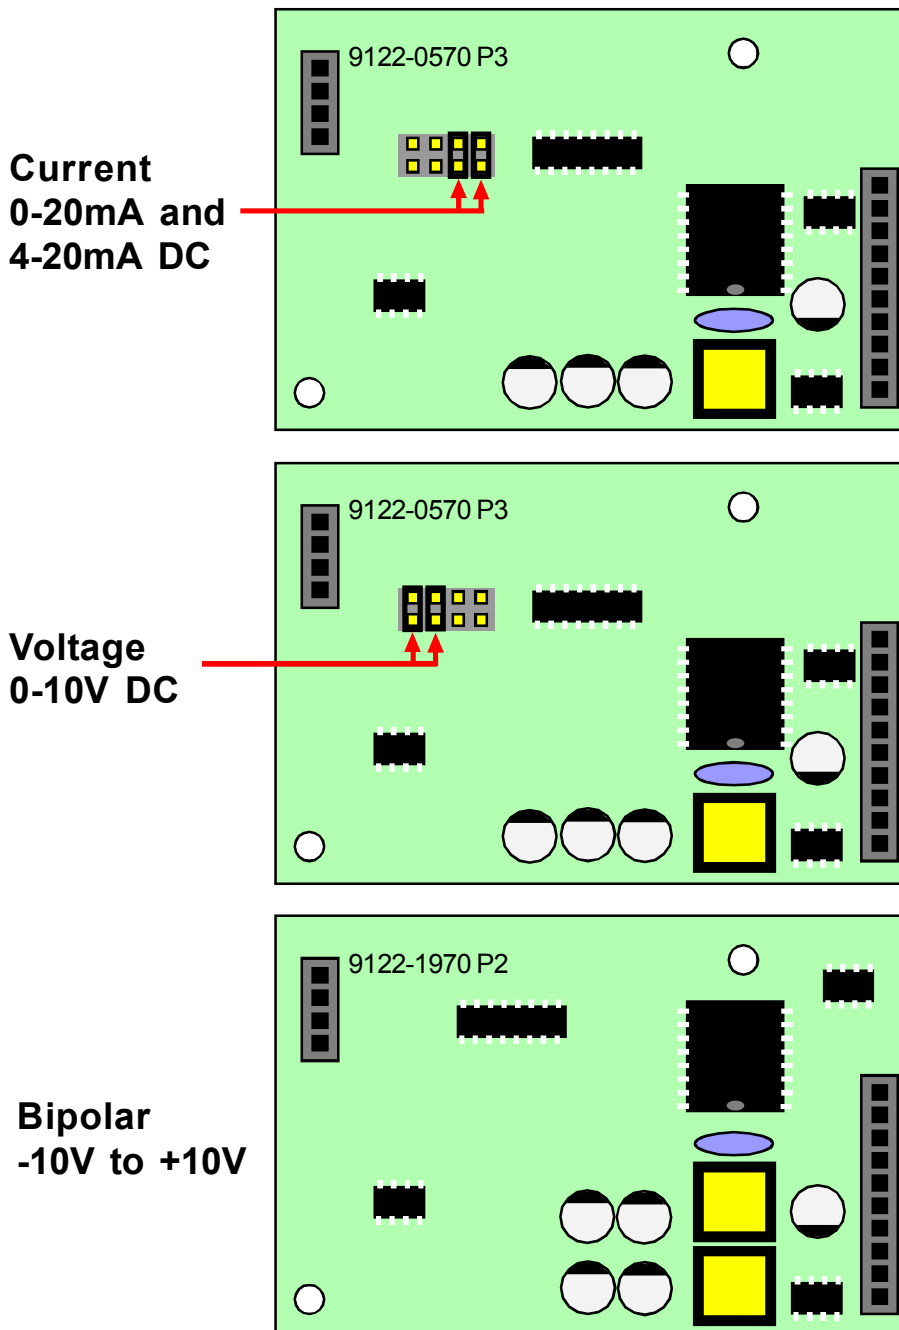 9122-0570 P3
Current
0-20mA and
4-20mA DC
9122-0570 P3
Voltage
0-10V DC
9122-1970 P2
Bipolar
-10V to +10V